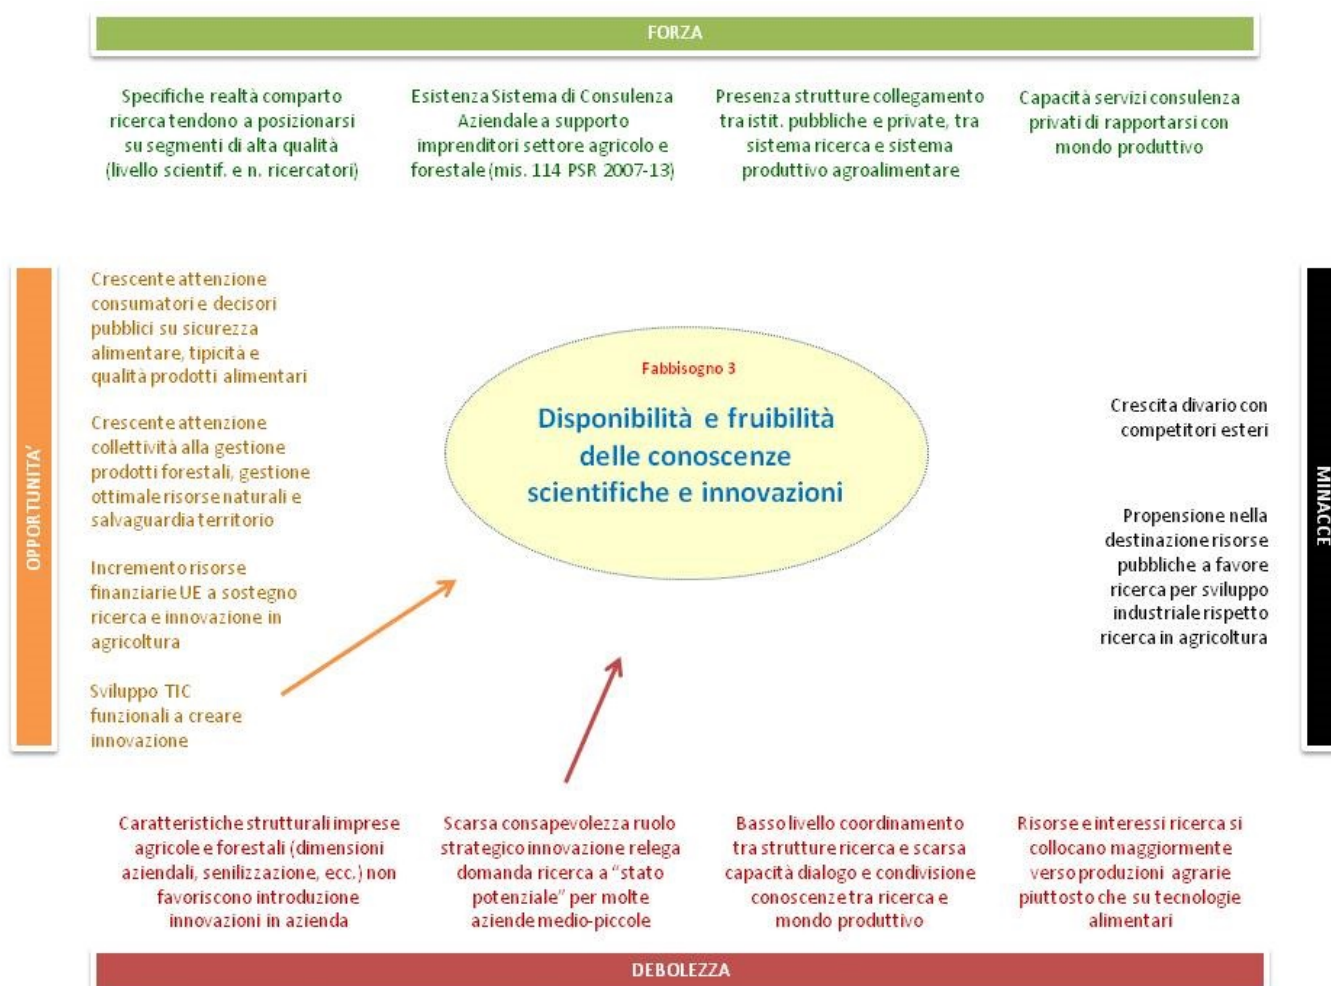 FORZA
Specifiche realtà comparto
ricerca tendono a posizionarsi
su segmenti di alta qualità
(livello scientif. e n. ricercatori)
Esistenza Sistema di Consulenza
Aziendale a supporto
imprenditori settore agricolo e
forestale (mis. 114 PSR 2007-13)
Presenza strutture collegamento
tra istit. pubbliche e private, tra
sistema ricerca e sistema
produttivo agroalimentare
Capacità servizi consulenza
privati di rapportarsi con
mondo produttivo
OPPORTUNITA'
Crescente attenzione
consumatori e decisori
pubblici su sicurezza
alimentare, tipicità e
qualità prodotti alimentari
Crescente attenzione
collettività alla gestione
prodotti forestali, gestione
ottimale risorse naturali e
salvaguardia territorio
Incremento risorse
finanziarie UE a sostegno
ricerca e innovazione in
agricoltura
Sviluppo TIC
funzionali a creare
innovazione
Fabbisogno 3
Disponibilità e fruibilità
delle conoscenze
scientifiche e innovazioni
Crescita divario con
competitori esteri
Propensione nella
destinazione risorse
pubbliche a favore
ricerca per sviluppo
industriale rispetto
ricerca in agricoltura
MINACCE
Caratteristiche strutturali imprese
agricole e forestali (dimensioni
aziendali, senilizzazione, ecc.) non
favoriscono introduzione
innovazioni in azienda
Scarsa consapevolezza ruolo
strategico innovazione relega
domanda ricerca a "stato
potenziale" per molte
aziende medio-piccole
Basso livello coordinamento
tra strutture ricerca e scarsa
capacità dialogo e condivisione
conoscenze tra ricerca e
mondo produttivo
Risorse e interessi ricerca si
collocano maggiormente
verso produzioni agrarie
piuttosto che su tecnologie
alimentari
DEBOLEZZA